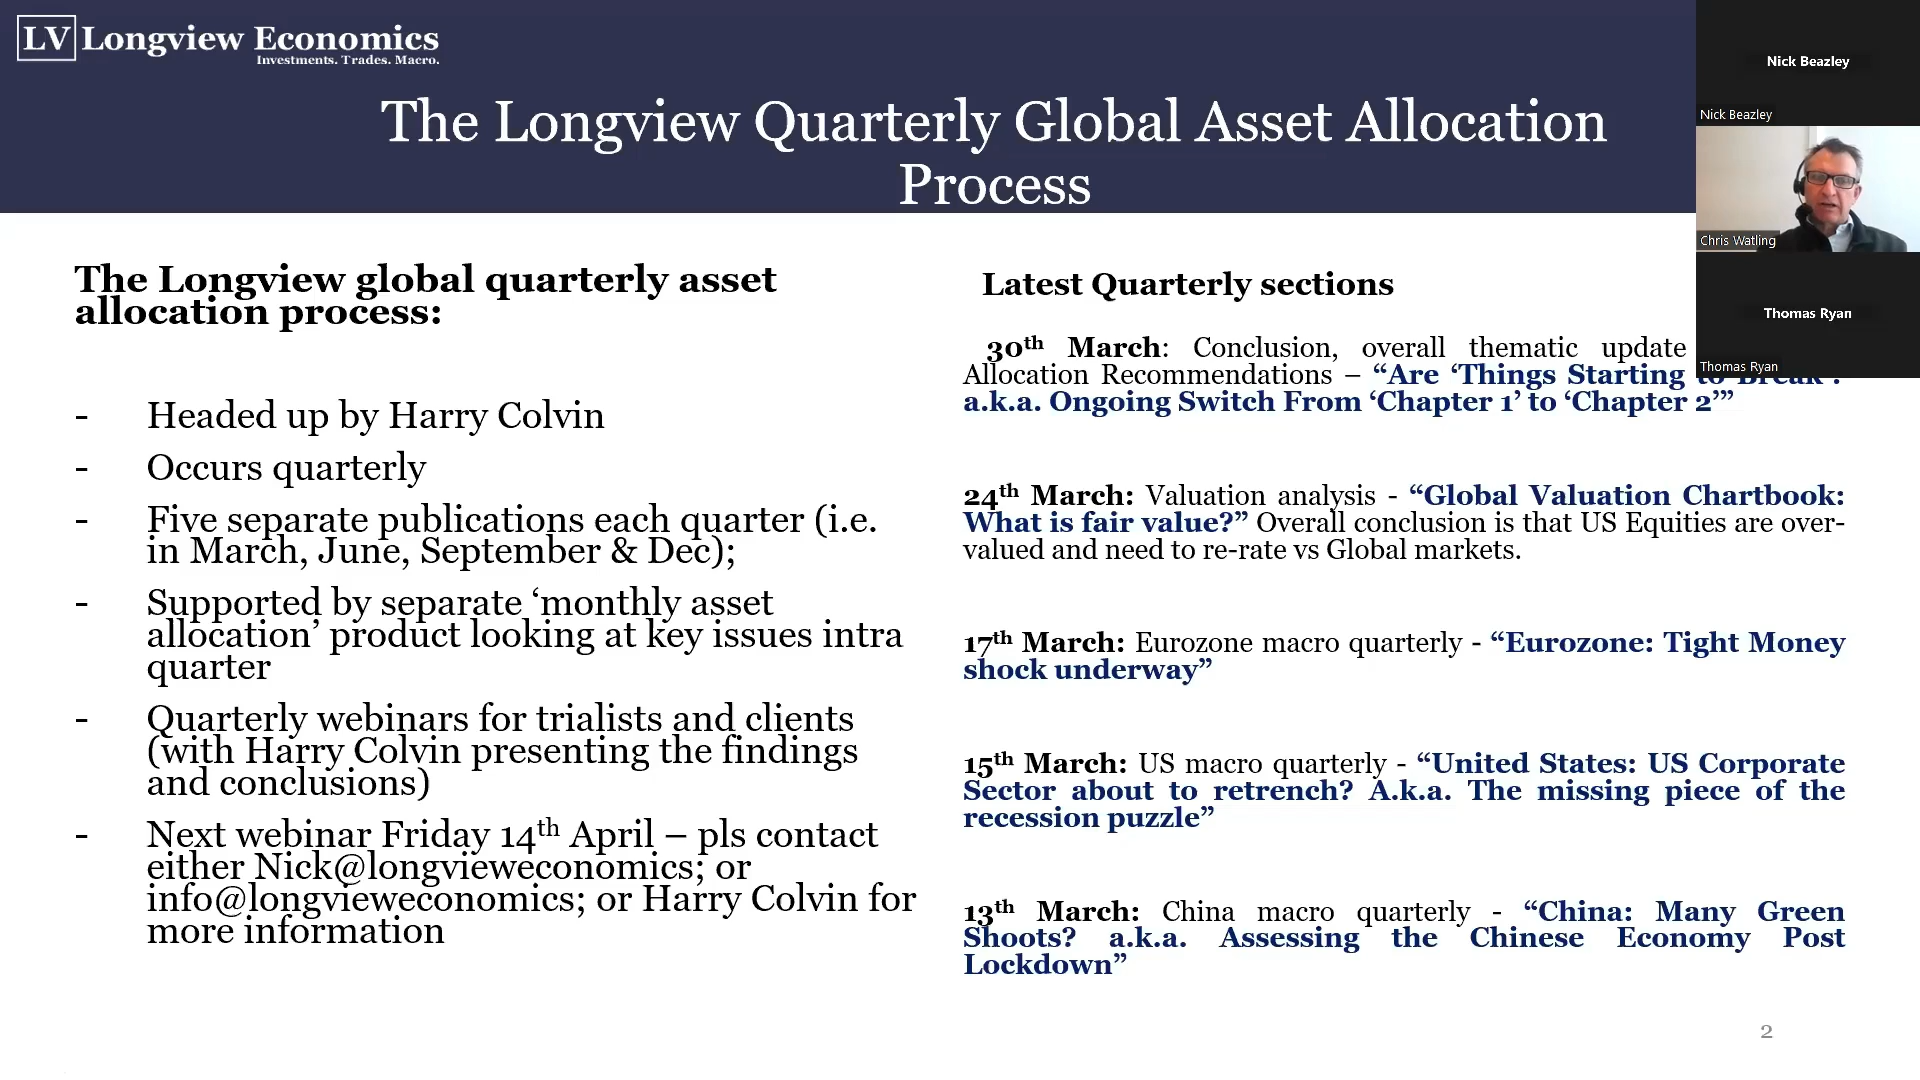 LV Longview Economics
Investments. Trades. Macro.
The Longview Quarterly Global Asset Allocation
Process
The Longview global quarterly asset
allocation process:
- Headed up by Harry Colvin
- Occurs quarterly
- Five separate publications each quarter (i.e.
in March, June, September & Dec);
- Supported by separate ‘monthly asset
allocation’ product looking at key issues intra
quarter
- Quarterly webinars for trialists and clients
(with Harry Colvin presenting the findings
and conclusions)
- Next webinar Friday 14th April – pls contact
either Nick@longvieweconomics; or
info@longvieweconomics; or Harry Colvin for
more information
Latest Quarterly sections
30th March: Conclusion, overall thematic update
Allocation Recommendations – “Are ‘Things Starting to Break’?
a.k.a. Ongoing Switch From ‘Chapter 1’ to ‘Chapter 2’”
24th March: Valuation analysis - “Global Valuation Chartbook:
What is fair value?” Overall conclusion is that US Equities are over-
valued and need to re-rate vs Global markets.
17th March: Eurozone macro quarterly - “Eurozone: Tight Money
shock underway”
15th March: US macro quarterly - “United States: US Corporate
Sector about to retrench? A.k.a. The missing piece of the
recession puzzle”
13th March: China macro quarterly - “China: Many Green
Shoots? a.k.a. Assessing the Chinese Economy Post
Lockdown”
2
Nick Beazley
Nick Beazley
Chris Watling
Thomas Ryan
Thomas Ryan